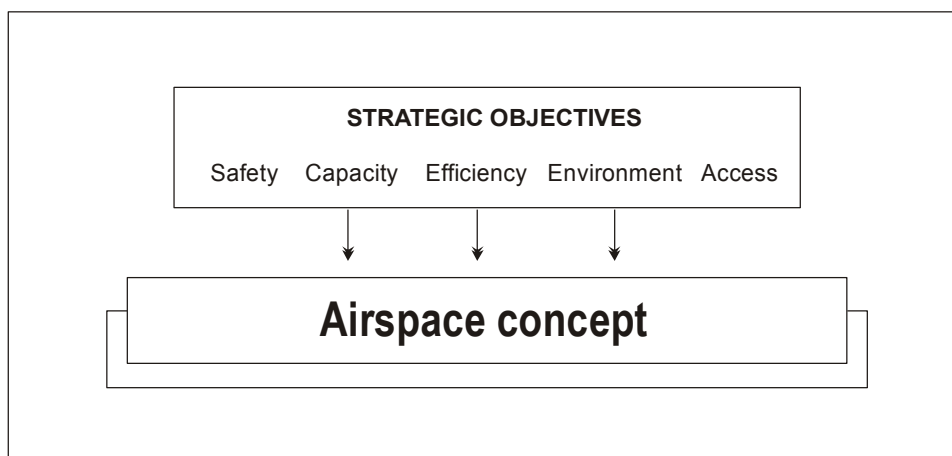 STRATEGIC OBJECTIVES
Safety Capacity Efficiency Environment Access
Airspace concept